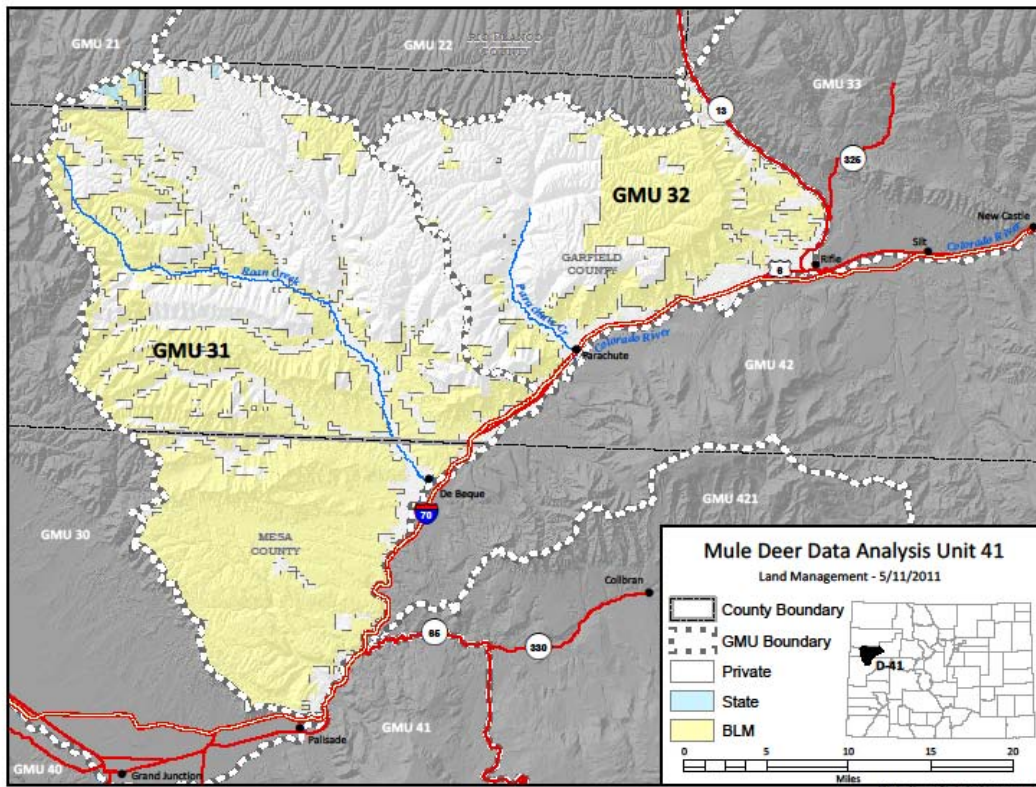 GMU 21
GMU 22
RIO BLANCO
COUNTY
GMU 33
13
325
GMU 32
New Castle
Colorado River
Silt
GARFIELD
COUNTY
6
Rifle
Roan Creek
Parachute Cr.
Colorado River
GMU 31
Parachute
GMU 42
De Beque
70
GMU 421
GMU 30
MESA
COUNTY
Collbran
65
330
Palisade
GMU 41
GMU 40
Grand Junction
Mule Deer Data Analysis Unit 41
Land Management - 5/11/2011
County Boundary
GMU Boundary
Private
State
BLM
D-41
0 5 10 15 20
Miles